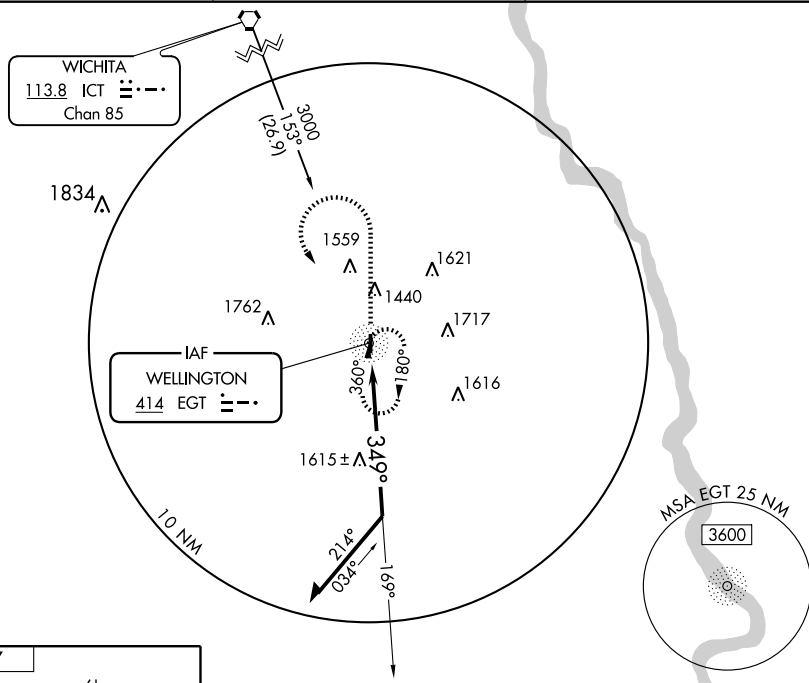 WICHITA
113.8 ICT
Chan 85
3000
153°
(26.9)
1834
1559
1621
1440
1762
1717
IAF
WELLINGTON
414 EGT
360°
180°
1616
1615 ±
349°
10 NM
214°
034°
169°
MSA EGT 25 NM
3600